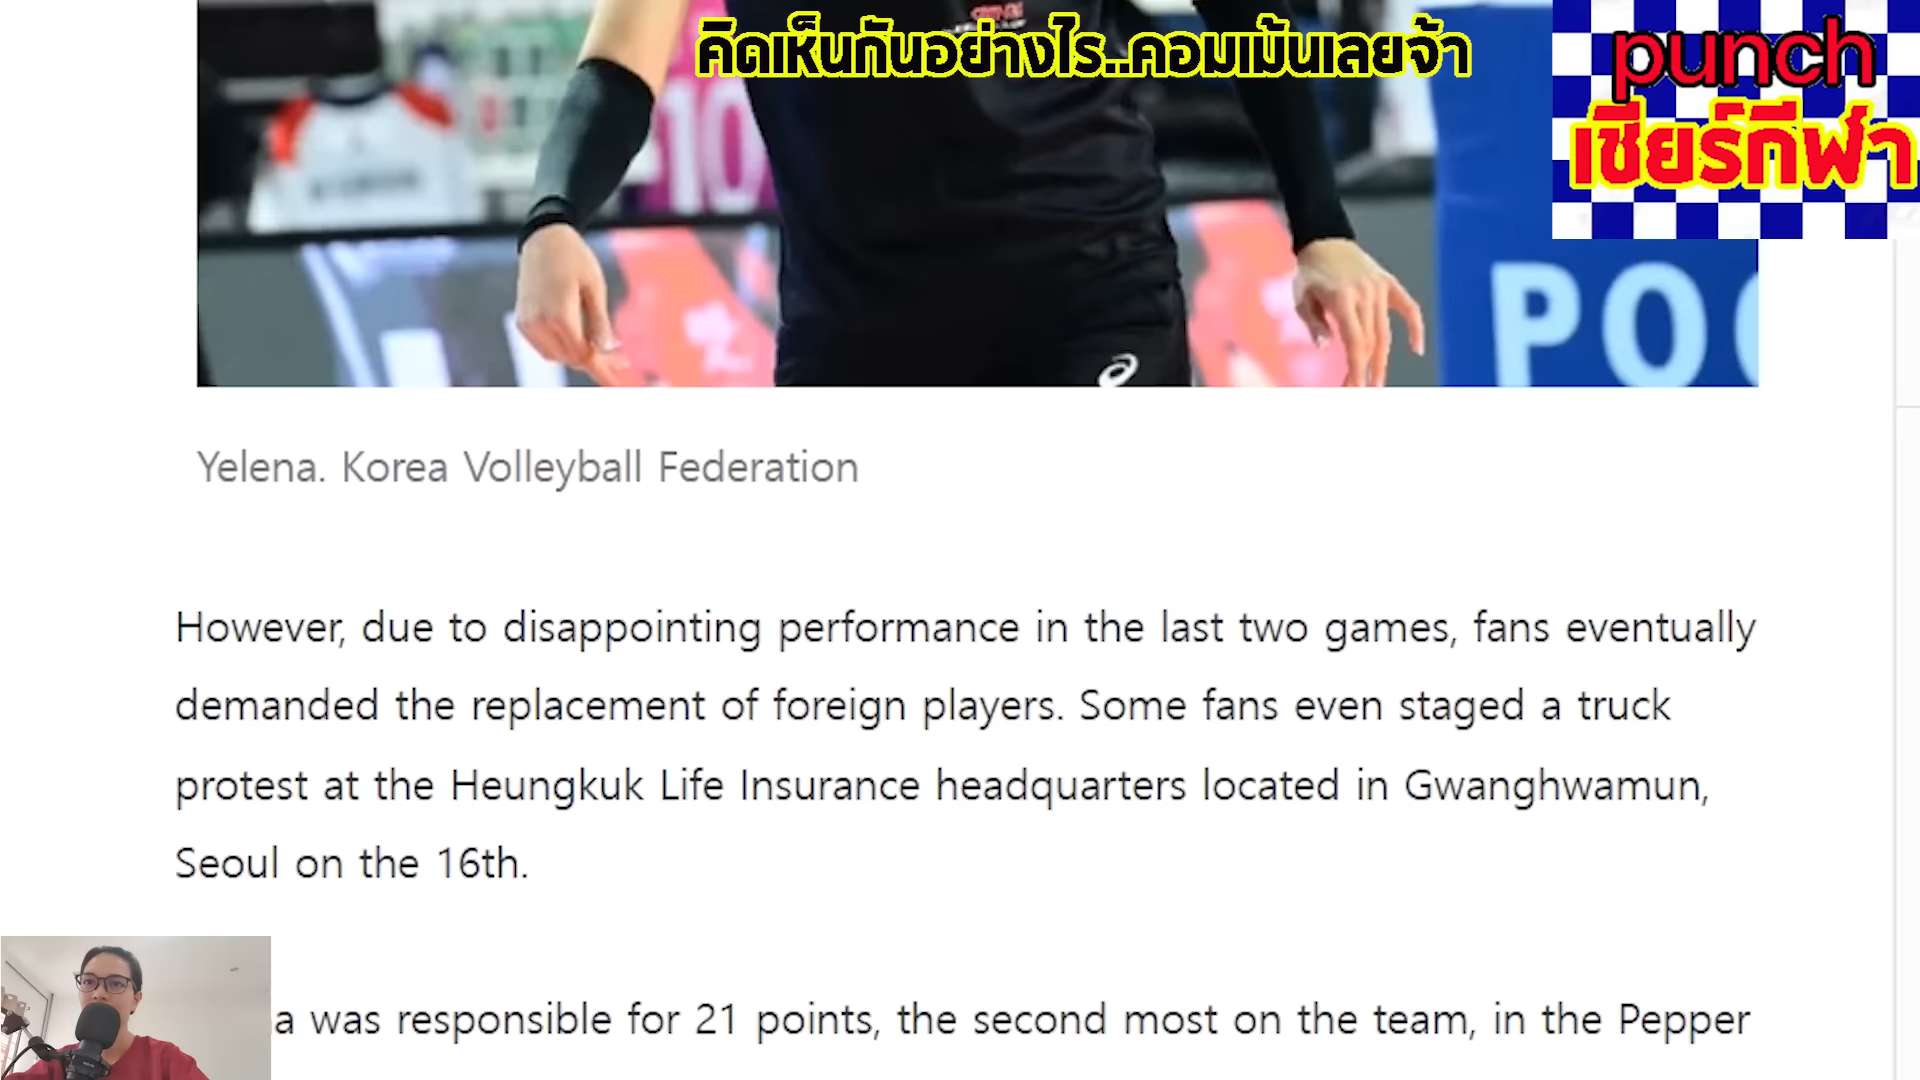 คิดเห็นกันอย่างไร..คอมเม้นเลยจ้า
punch
เชียร์กีฬา
10
PO
Yelena. Korea Volleyball Federation
However, due to disappointing performance in the last two games, fans eventually
demanded the replacement of foreign players. Some fans even staged a truck
protest at the Heungkuk Life Insurance headquarters located in Gwanghwamun,
Seoul on the 16th.
a was responsible for 21 points, the second most on the team, in the Pepper